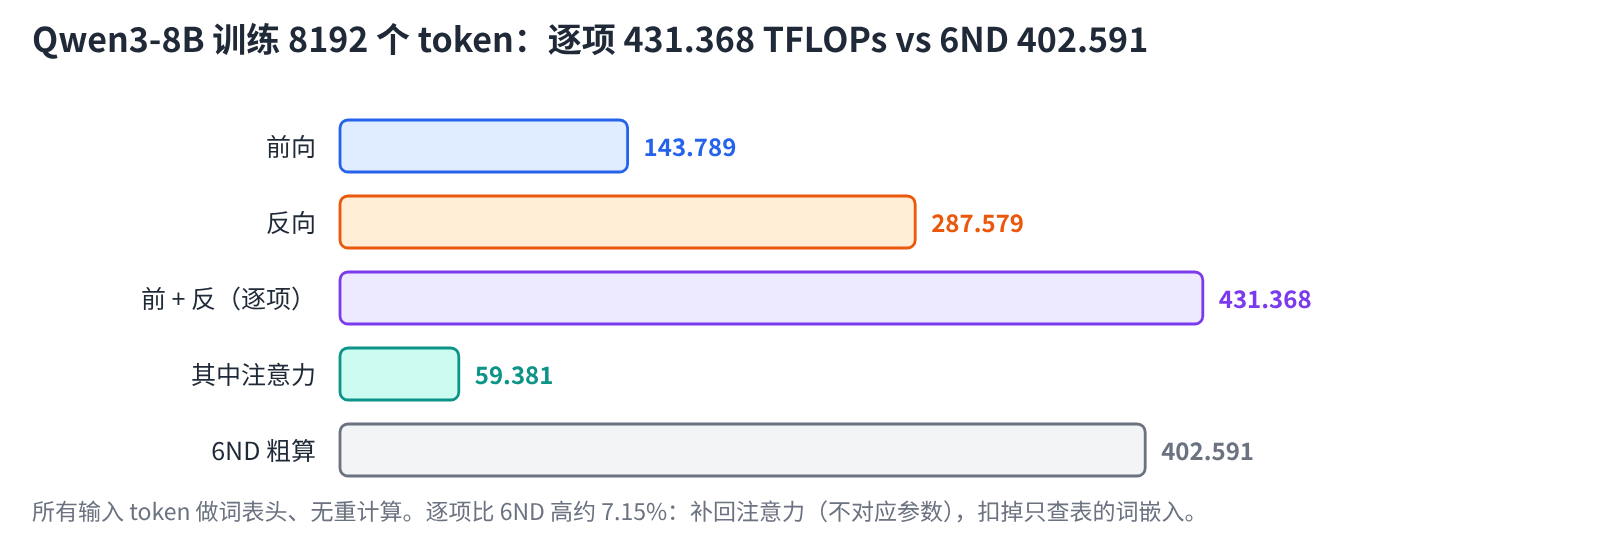 Qwen3-8B 训练 8192 个 token：逐项 431.368 TFLOPs vs 6ND 402.591
前向 143.789
反向 287.579
前 + 反（逐项） 431.368
其中注意力 59.381
6ND 粗算 402.591
所有输入 token 做词表头、无重计算。逐项比 6ND 高约 7.15%：补回注意力（不对应参数），扣掉只查表的词嵌入。